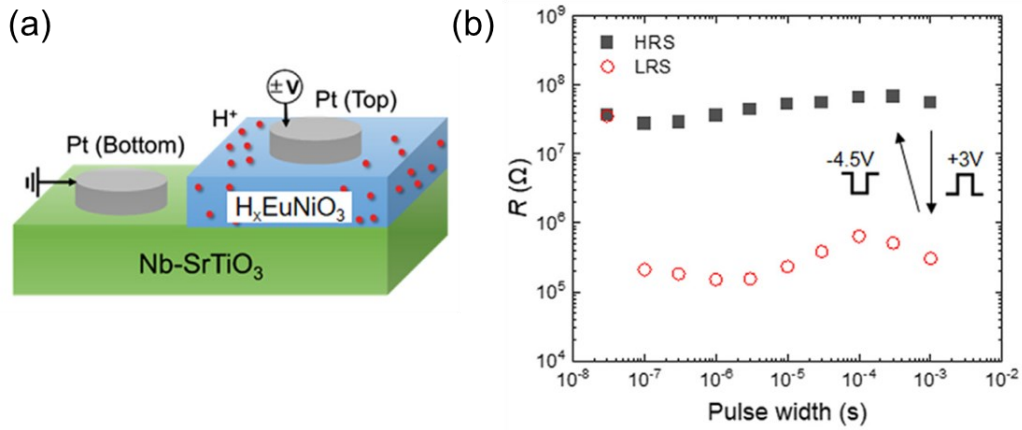 (a)
±V
Pt (Top)
H⁺
Pt (Bottom)
HₓEuNiO₃
Nb-SrTiO₃
(b)
10⁹
10⁸
10⁷
10⁶
10⁵
10⁴
R (Ω)
HRS
LRS
-4.5V
+3V
10⁻⁸
10⁻⁷
10⁻⁶
10⁻⁵
10⁻⁴
10⁻³
10⁻²
Pulse width (s)